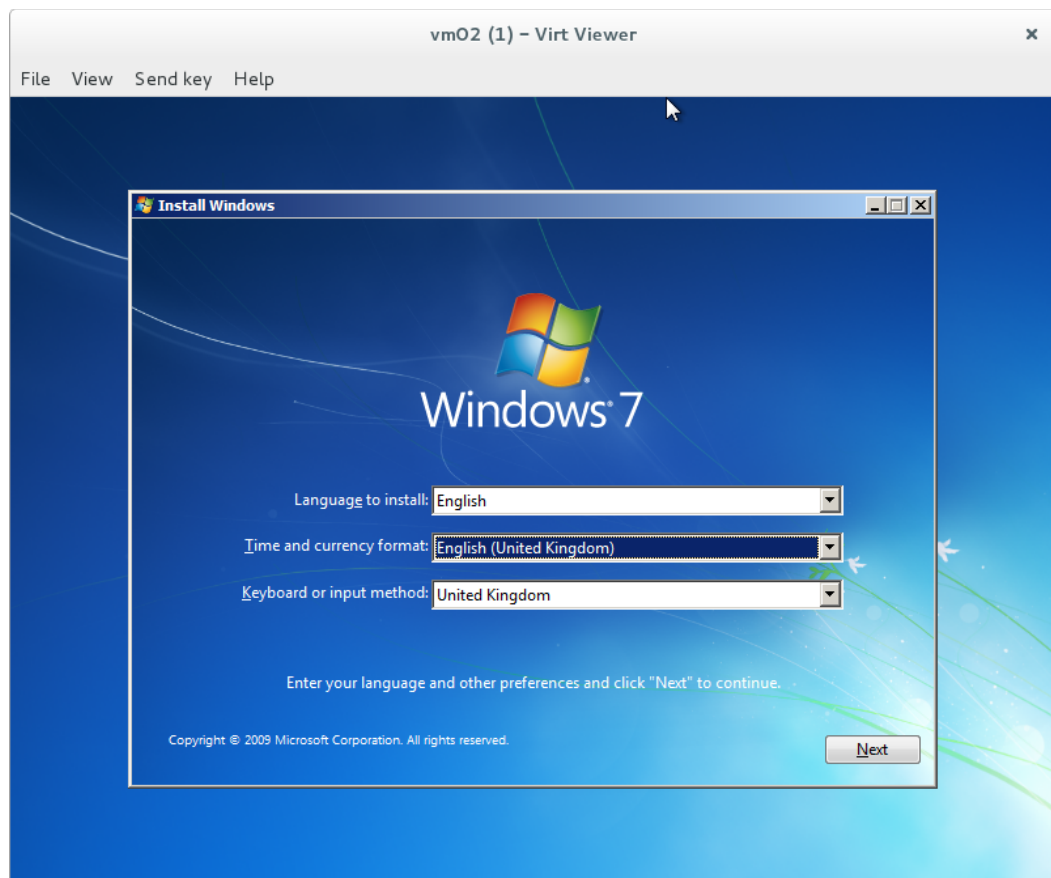 vm02 (1) – Virt Viewer
File View Send key Help
Install Windows
Windows® 7
Language to install: English
Time and currency format: English (United Kingdom)
Keyboard or input method: United Kingdom
Enter your language and other preferences and click "Next" to continue.
Copyright © 2009 Microsoft Corporation. All rights reserved.
Next